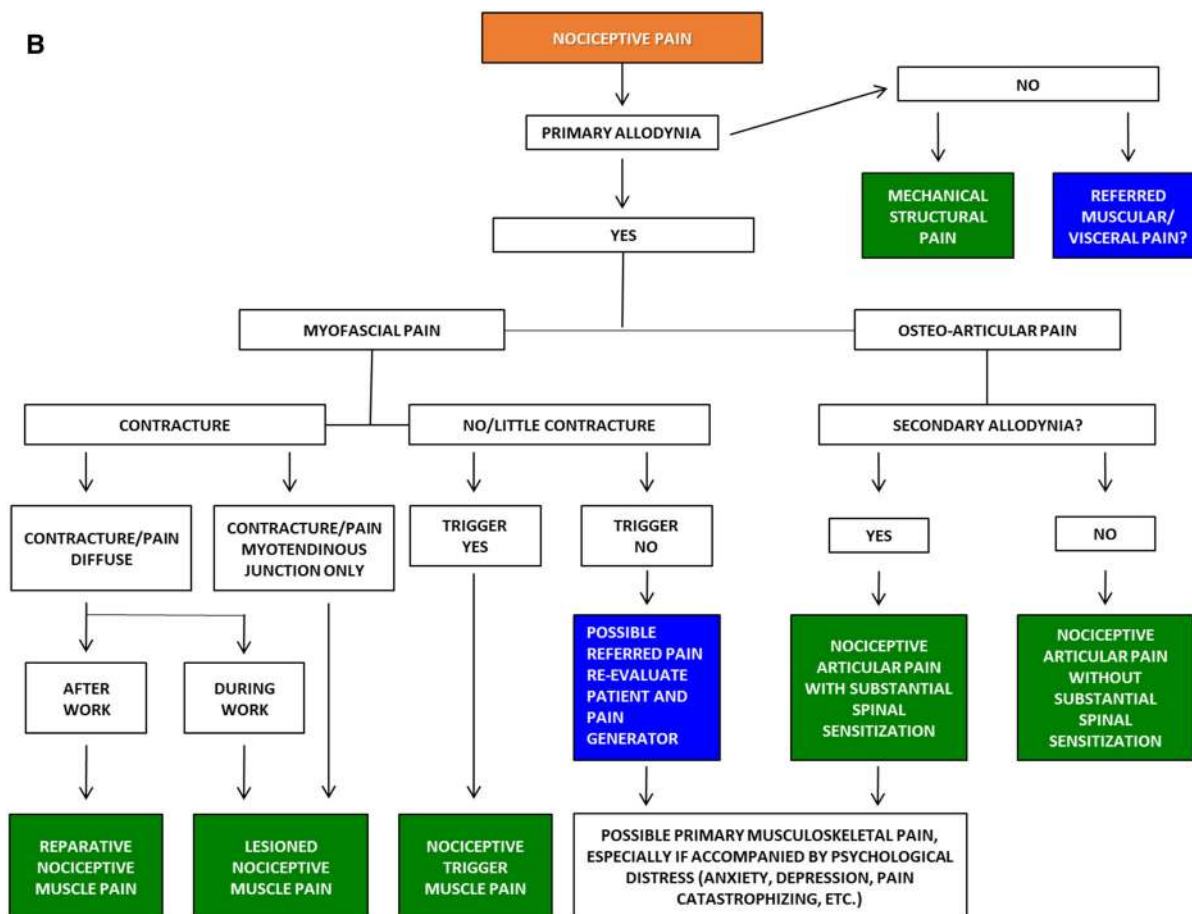 B
NOCICEPTIVE PAIN
NO
PRIMARY ALLODYNIA
MECHANICAL
STRUCTURAL
PAIN
REFERRED
MUSCULAR/
VISCERAL PAIN?
YES
MYOFASCIAL PAIN
OSTEO-ARTICULAR PAIN
CONTRACTURE
NO/LITTLE CONTRACTURE
SECONDARY ALLODYNIA?
CONTRACTURE/PAIN
DIFFUSE
CONTRACTURE/PAIN
MYOTENDINOUS
JUNCTION ONLY
TRIGGER
YES
TRIGGER
NO
YES
NO
AFTER
WORK
DURING
WORK
POSSIBLE
REFERRED PAIN
RE-EVALUATE
PATIENT AND
PAIN
GENERATOR
NOCICEPTIVE
ARTICULAR PAIN
WITH SUBSTANTIAL
SPINAL
SENSITIZATION
NOCICEPTIVE
ARTICULAR PAIN
WITHOUT
SUBSTANTIAL
SPINAL
SENSITIZATION
REPARATIVE
NOCICEPTIVE
MUSCLE PAIN
LESIONED
NOCICEPTIVE
MUSCLE PAIN
NOCICEPTIVE
TRIGGER
MUSCLE PAIN
POSSIBLE PRIMARY MUSCULOSKELETAL PAIN,
ESPECIALLY IF ACCOMPANIED BY PSYCHOLOGICAL
DISTRESS (ANXIETY, DEPRESSION, PAIN
CATASTROPHIZING, ETC.)